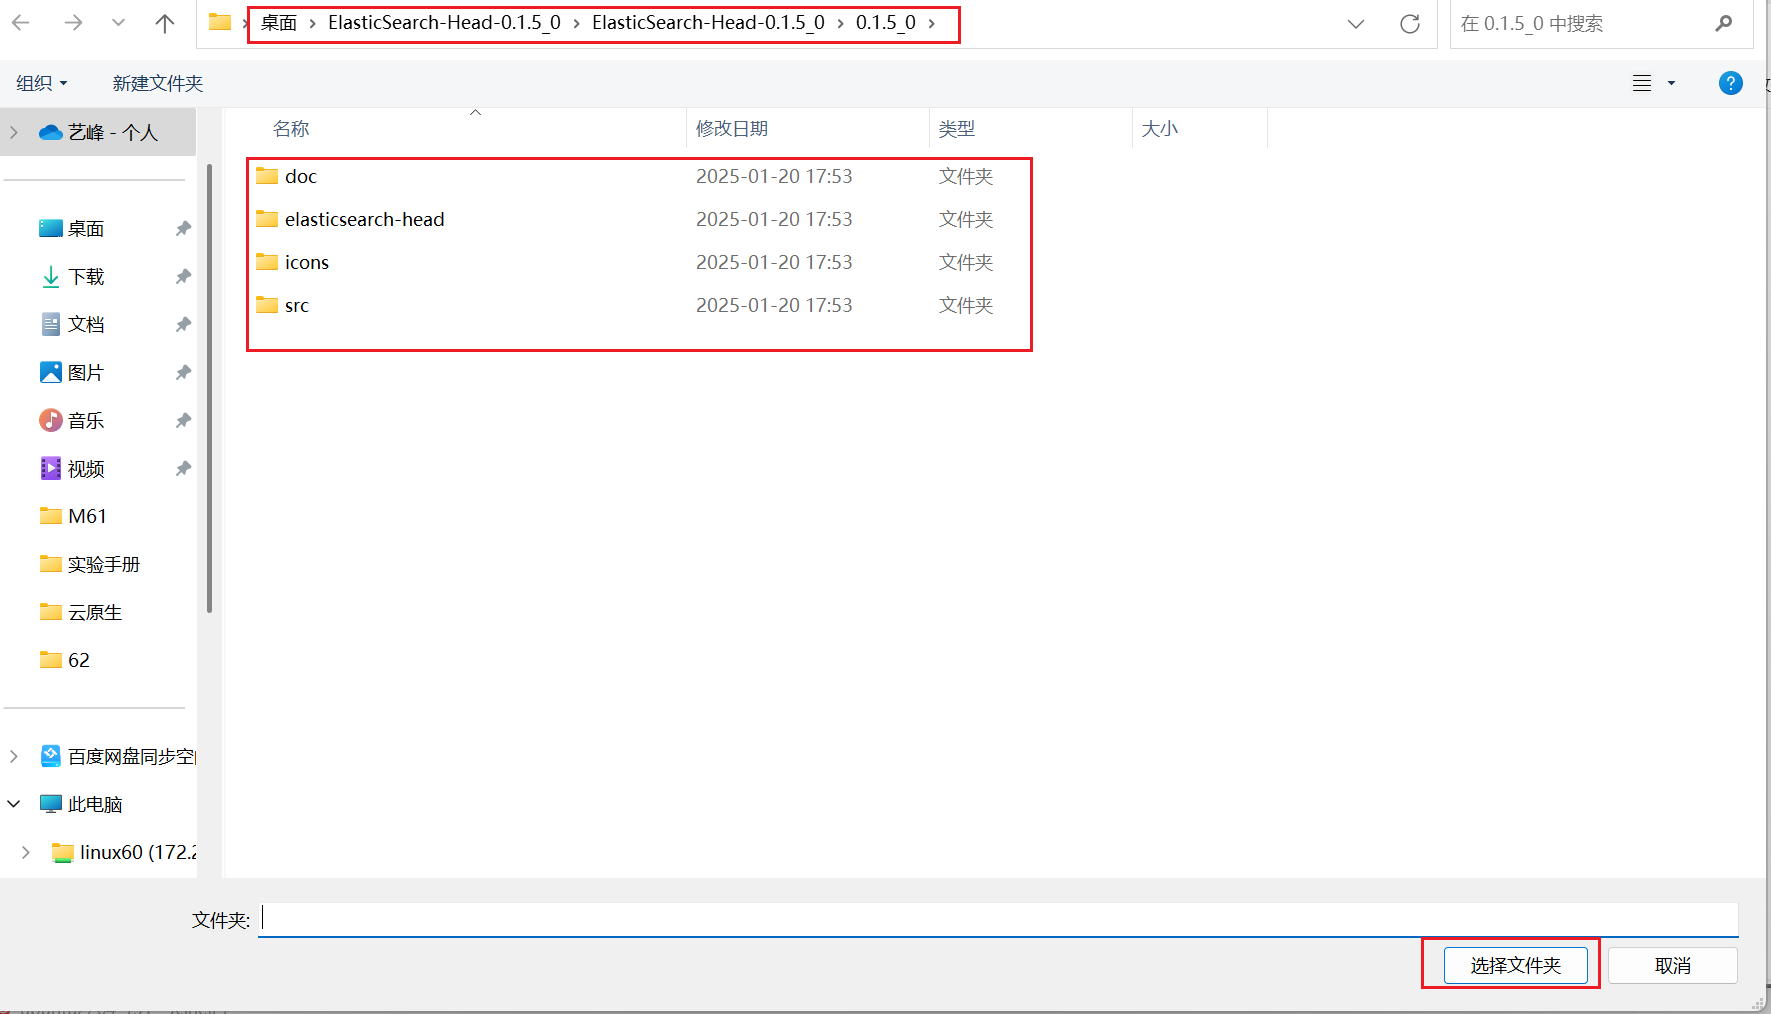 桌面 > ElasticSearch-Head-0.1.5_0 > ElasticSearch-Head-0.1.5_0 > 0.1.5_0 >
在 0.1.5_0 中搜索
组织
新建文件夹
艺峰 - 个人
桌面
下载
文档
图片
音乐
视频
M61
实验手册
云原生
62
百度网盘同步空
此电脑
linux60 (172.2
名称 修改日期 类型 大小
doc 2025-01-20 17:53 文件夹
elasticsearch-head 2025-01-20 17:53 文件夹
icons 2025-01-20 17:53 文件夹
src 2025-01-20 17:53 文件夹
文件夹:
选择文件夹
取消